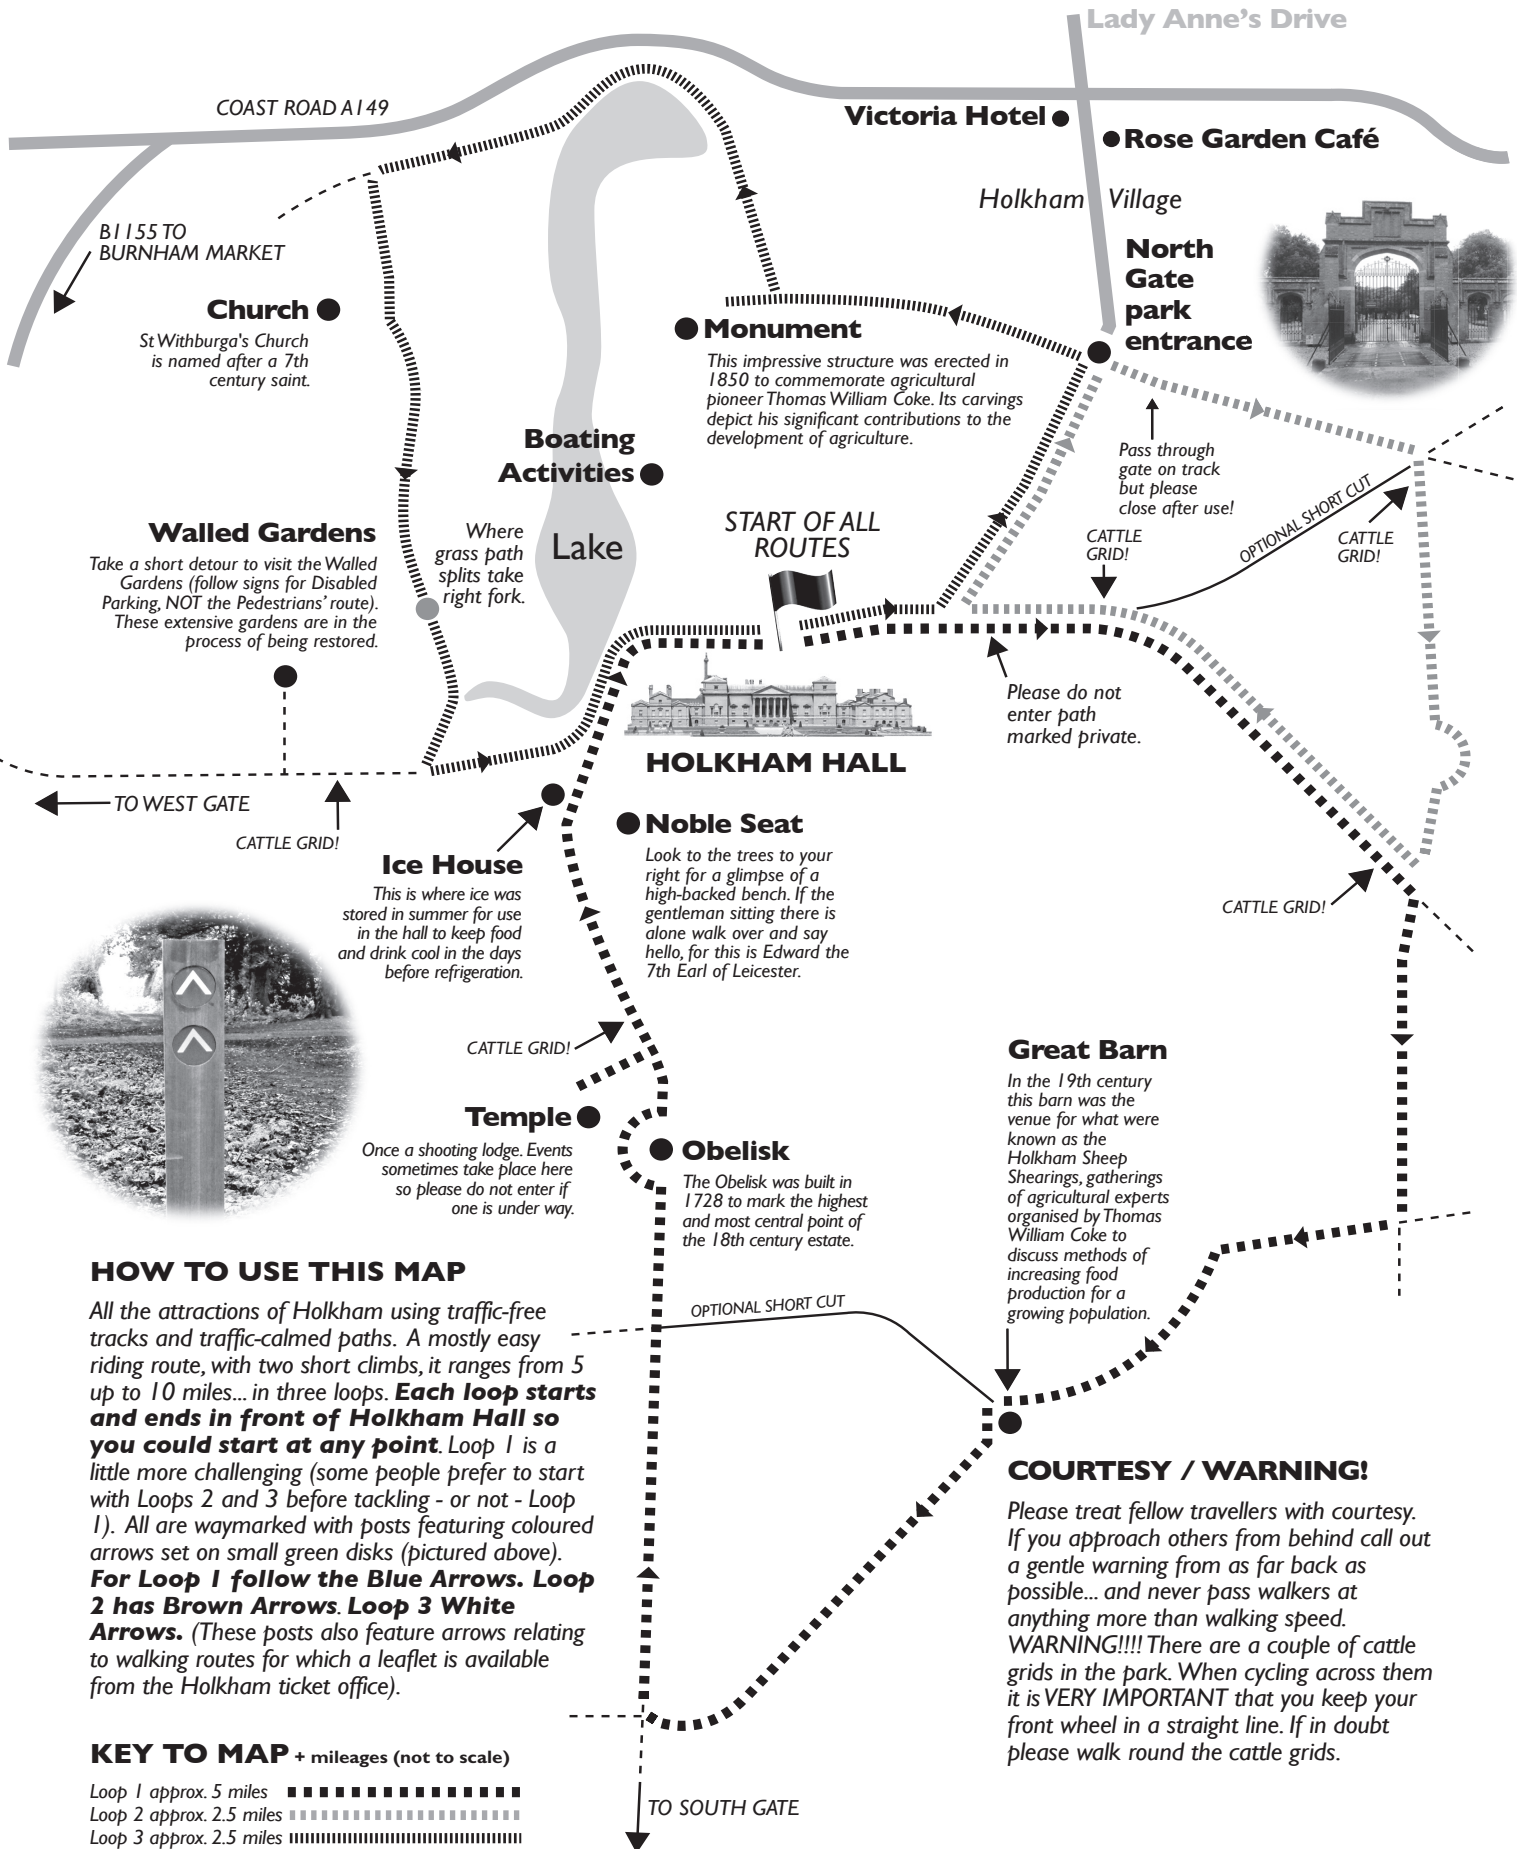 Lady Anne's Drive
COAST ROAD A149
Victoria Hotel
Rose Garden Café
Holkham Village
B1155 TO
BURNHAM MARKET
North
Gate
park
entrance
Church
St Withburga's Church
is named after a 7th
century saint.
Monument
This impressive structure was erected in
1850 to commemorate agricultural
pioneer Thomas William Coke. Its carvings
depict his significant contributions to the
development of agriculture.
Boating
Activities
Pass through
gate on track
but please
close after use!
OPTIONAL SHORT CUT
CATTLE
GRID!
CATTLE
GRID!
Walled Gardens
Take a short detour to visit the Walled
Gardens (follow signs for Disabled
Parking, NOT the Pedestrians' route).
These extensive gardens are in the
process of being restored.
Where
grass path
splits take
right fork.
Lake
START OF ALL
ROUTES
Please do not
enter path
marked private.
HOLKHAM HALL
TO WEST GATE
CATTLE GRID!
Ice House
This is where ice was
stored in summer for use
in the hall to keep food
and drink cool in the days
before refrigeration.
Noble Seat
Look to the trees to your
right for a glimpse of a
high-backed bench. If the
gentleman sitting there is
alone walk over and say
hello, for this is Edward the
7th Earl of Leicester.
CATTLE GRID!
CATTLE GRID!
Temple
Once a shooting lodge. Events
sometimes take place here
so please do not enter if
one is under way.
Obelisk
The Obelisk was built in
1728 to mark the highest
and most central point of
the 18th century estate.
Great Barn
In the 19th century
this barn was the
venue for what were
known as the
Holkham Sheep
Shearings, gatherings
of agricultural experts
organised by Thomas
William Coke to
discuss methods of
increasing food
production for a
growing population.
OPTIONAL SHORT CUT
HOW TO USE THIS MAP
All the attractions of Holkham using traffic-free
tracks and traffic-calmed paths. A mostly easy
riding route, with two short climbs, it ranges from 5
up to 10 miles... in three loops. Each loop starts
and ends in front of Holkham Hall so
you could start at any point. Loop 1 is a
little more challenging (some people prefer to start
with Loops 2 and 3 before tackling - or not - Loop
1). All are waymarked with posts featuring coloured
arrows set on small green disks (pictured above).
For Loop 1 follow the Blue Arrows. Loop
2 has Brown Arrows. Loop 3 White
Arrows. (These posts also feature arrows relating
to walking routes for which a leaflet is available
from the Holkham ticket office).
COURTESY / WARNING!
Please treat fellow travellers with courtesy.
If you approach others from behind call out
a gentle warning from as far back as
possible... and never pass walkers at
anything more than walking speed.
WARNING!!!! There are a couple of cattle
grids in the park. When cycling across them
it is VERY IMPORTANT that you keep your
front wheel in a straight line. If in doubt
please walk round the cattle grids.
KEY TO MAP + mileages (not to scale)
Loop 1 approx. 5 miles
Loop 2 approx. 2.5 miles
Loop 3 approx. 2.5 miles
TO SOUTH GATE